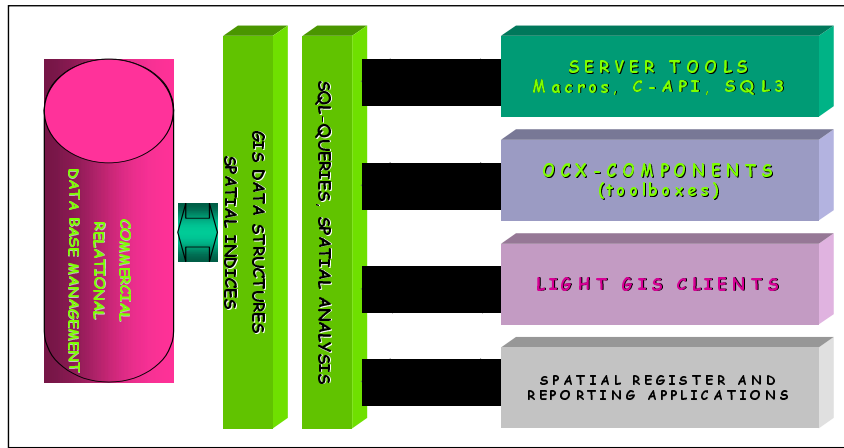 COMMERCIAL
RELATIONAL
DATA BASE MANAGEMENT
GIS DATA STRUCTURES
SPATIAL INDICES
SQL-QUERIES, SPATIAL ANALYSIS
SERVER TOOLS
Macros, C-API, SQL3
OCX-COMPONENTS
(toolboxes)
LIGHT GIS CLIENTS
SPATIAL REGISTER AND
REPORTING APPLICATIONS